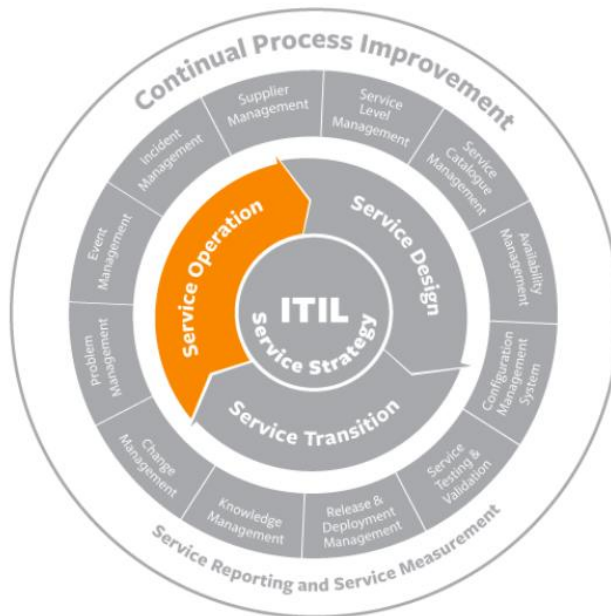 Continual Process Improvement
Supplier
Management
Service
Level
Management
Service
Catalogue
Management
Availability
Management
Configuration
Management
System
Service
Testing &
Validation
Release &
Deployment
Management
Knowledge
Management
Change
Management
Problem
Management
Event
Management
Incident
Management
Service Operation
Service Design
Service Transition
ITIL
Service Strategy
Service Reporting and Service Measurement